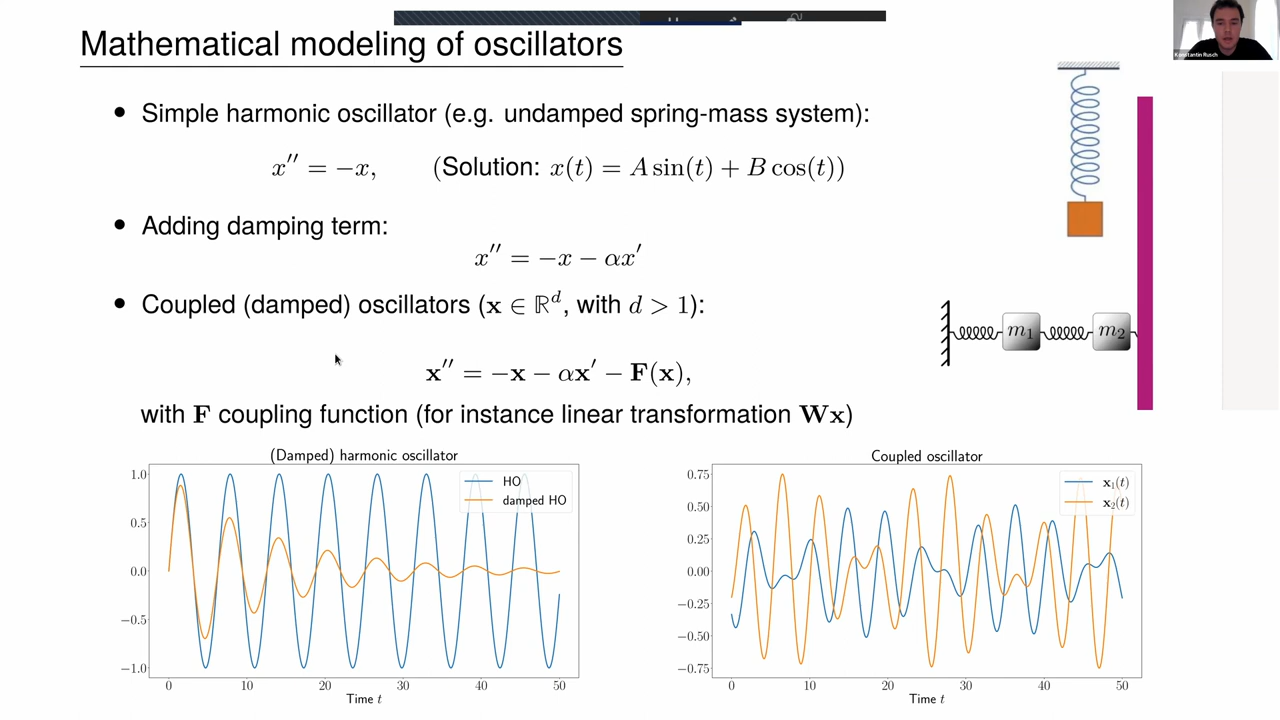 Mathematical modeling of oscillators
Konstantin Rusch
• Simple harmonic oscillator (e.g. undamped spring-mass system):
x″ = −x, (Solution: x(t) = A sin(t) + B cos(t))
• Adding damping term:
x″ = −x − αx′
• Coupled (damped) oscillators (𝐱 ∈ ℝᵈ, with d > 1):
m₁ m₂
𝐱″ = −𝐱 − α𝐱′ − 𝐅(𝐱),
with 𝐅 coupling function (for instance linear transformation 𝐖𝐱)
(Damped) harmonic oscillator
HO
damped HO
1.0
0.5
0.0
−0.5
−1.0
0 10 20 30 40 50
Time t
Coupled oscillator
𝐱₁(t)
𝐱₂(t)
0.75
0.50
0.25
0.00
−0.25
−0.50
−0.75
0 10 20 30 40 50
Time t